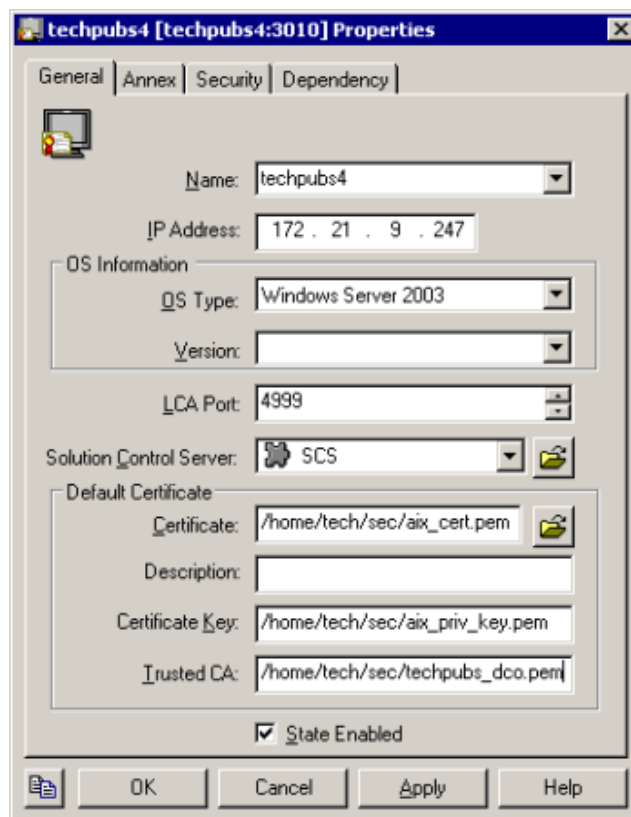 techpubs4 [techpubs4:3010] Properties
General Annex Security Dependency
Name: techpubs4
IP Address: 172 . 21 . 9 . 247
OS Information
OS Type: Windows Server 2003
Version:
LCA Port: 4999
Solution Control Server: SCS
Default Certificate
Certificate: /home/tech/sec/aix_cert.pem
Description:
Certificate Key: /home/tech/sec/aix_priv_key.pem
Trusted CA: /home/tech/sec/techpubs_dco.pem
State Enabled
OK Cancel Apply Help